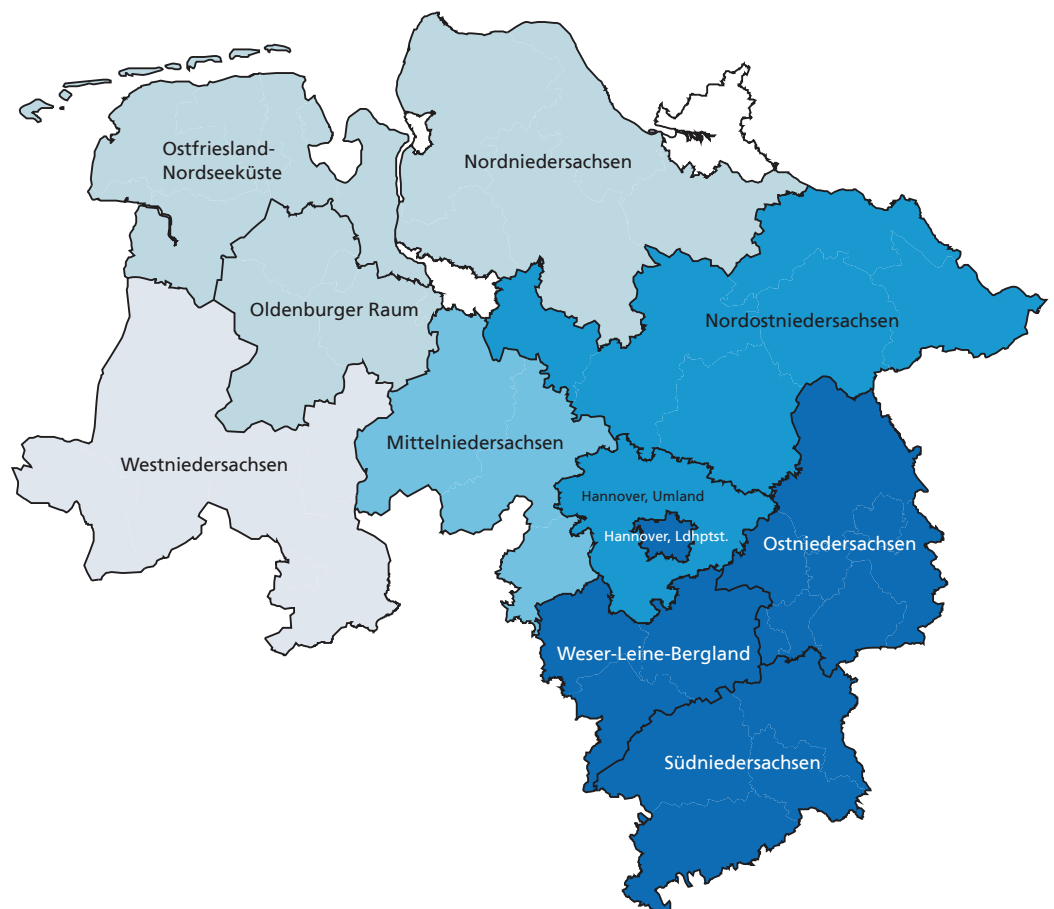 Ostfriesland-
Nordseeküste
Nordniedersachsen
Oldenburger Raum
Nordostniedersachsen
Mittelniedersachsen
Westniedersachsen
Hannover, Umland
Hannover, Ldhptst.
Ostniedersachsen
Weser-Leine-Bergland
Südniedersachsen